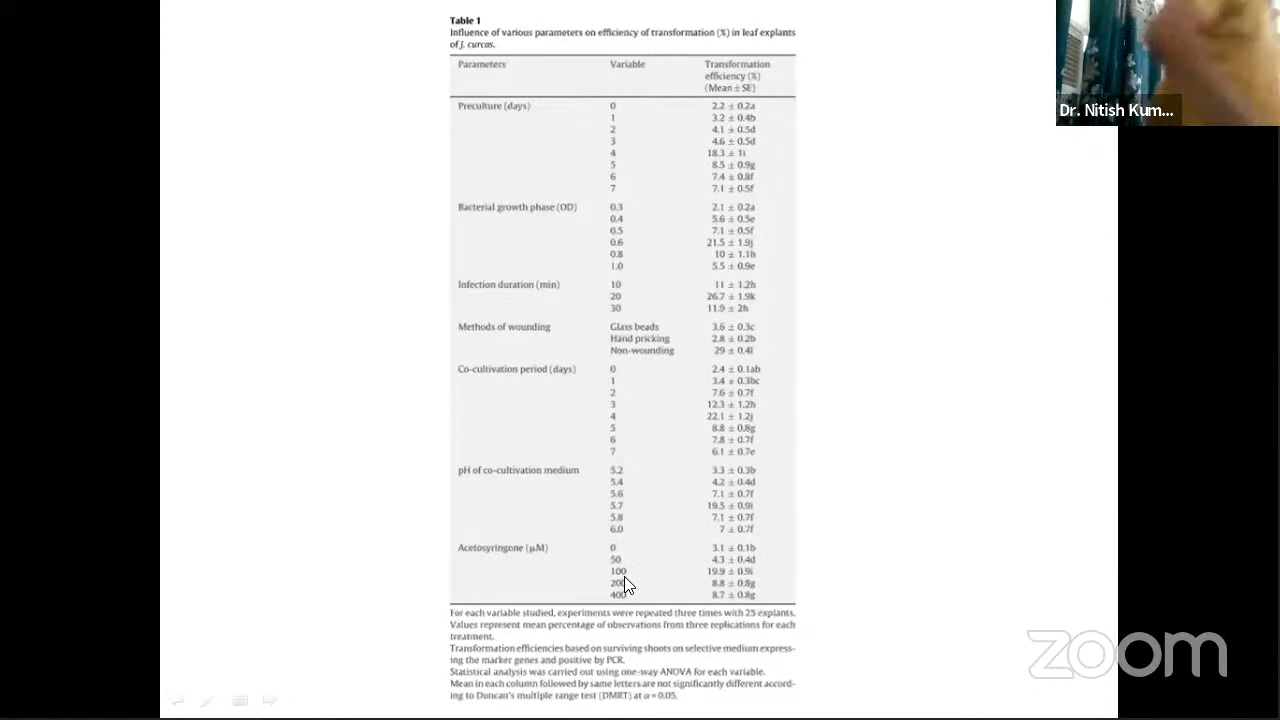 Table 1
Influence of various parameters on efficiency of transformation (%) in leaf explants
of J. curcas.
Parameters Variable Transformation
efficiency (%)
(Mean ± SE)
Preculture (days) 0 2.2 ± 0.2a
1 3.2 ± 0.4b
2 4.1 ± 0.5d
3 4.6 ± 0.5d
4 18.3 ± 1i
5 8.5 ± 0.9g
6 7.4 ± 0.8f
7 7.1 ± 0.5f
Bacterial growth phase (OD) 0.3 2.1 ± 0.2a
0.4 5.6 ± 0.5e
0.5 7.1 ± 0.5f
0.6 21.5 ± 1.9j
0.8 10 ± 1.1h
1.0 5.5 ± 0.9e
Infection duration (min) 10 11 ± 1.2h
20 26.7 ± 1.9k
30 11.9 ± 2h
Methods of wounding Glass beads 3.6 ± 0.3c
Hand pricking 2.8 ± 0.2b
Non-wounding 29 ± 0.4l
Co-cultivation period (days) 0 2.4 ± 0.1ab
1 3.4 ± 0.3bc
2 7.6 ± 0.7f
3 12.3 ± 1.2h
4 22.1 ± 1.2j
5 8.8 ± 0.8g
6 7.8 ± 0.7f
7 6.1 ± 0.7e
pH of co-cultivation medium 5.2 3.3 ± 0.3b
5.4 4.2 ± 0.4d
5.6 7.1 ± 0.7f
5.7 19.5 ± 0.9i
5.8 7.1 ± 0.7f
6.0 7 ± 0.7f
Acetosyringone (μM) 0 3.1 ± 0.1b
50 4.3 ± 0.4d
100 19.9 ± 0.9i
200 8.8 ± 0.8g
400 8.7 ± 0.8g
For each variable studied, experiments were repeated three times with 25 explants.
Values represent mean percentage of observations from three replications for each
treatment.
Transformation efficiencies based on surviving shoots on selective medium express-
ing the marker genes and positive by PCR.
Statistical analysis was carried out using one-way ANOVA for each variable.
Mean in each column followed by same letters are not significantly different accord-
ing to Duncan's multiple range test (DMRT) at α = 0.05.
Dr. Nitish Kum...
zoom